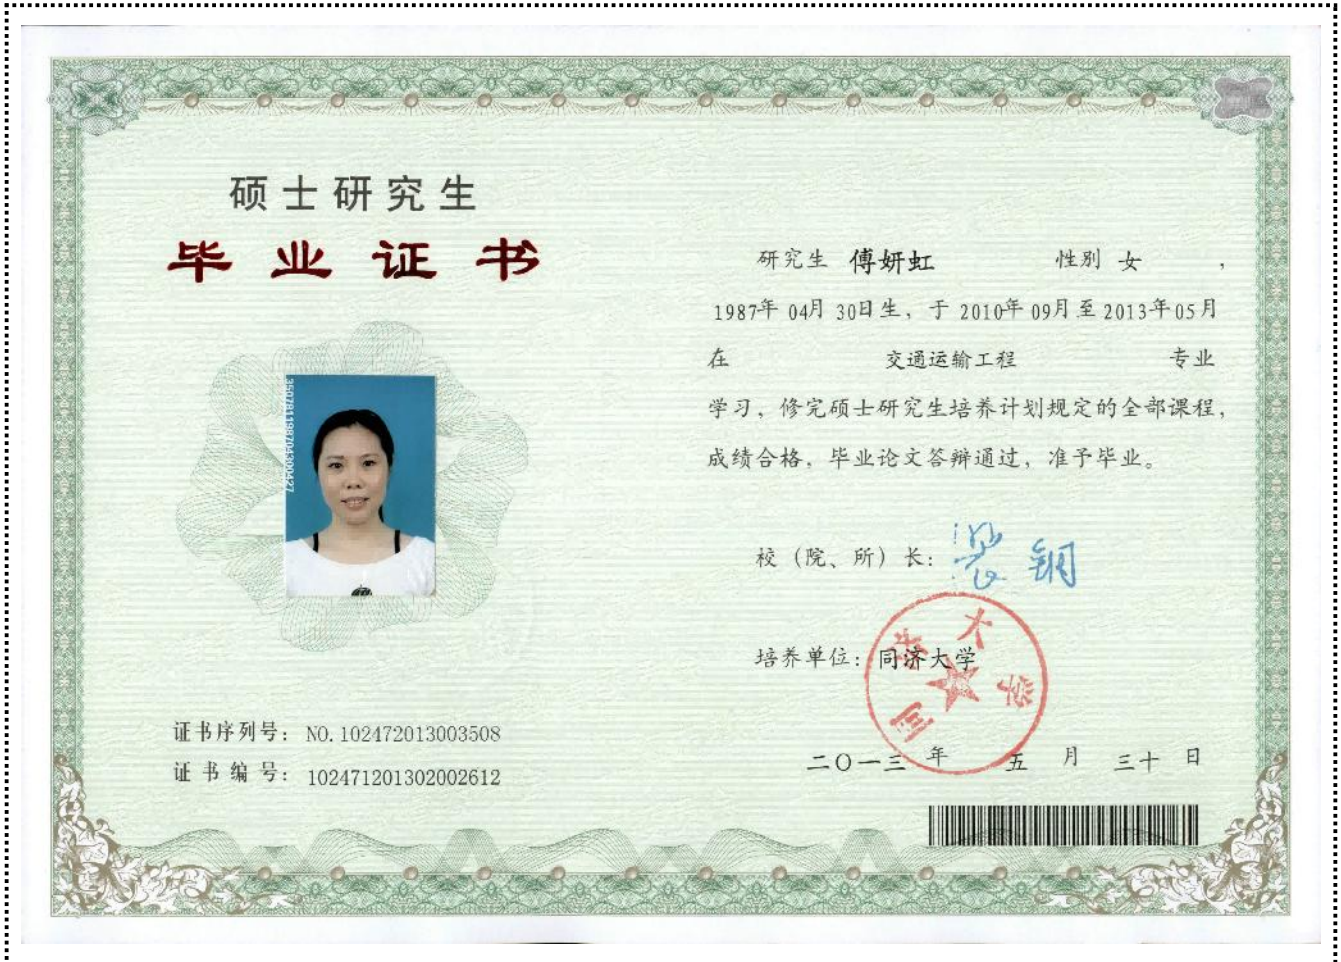 硕士研究生
毕业证书
研究生 傅妍虹 性别 女 ，
1987年 04月 30日生，于 2010年 09月至 2013年 05月
在 交通运输工程 专业
学习，修完硕士研究生培养计划规定的全部课程，
成绩合格，毕业论文答辩通过，准予毕业。
校（院、所）长：裴钢
培养单位：同济大学
同济大学
二〇一三 年 五 月 三十 日
证书序列号： NO.102472013003508
证书编号： 102471201302002612